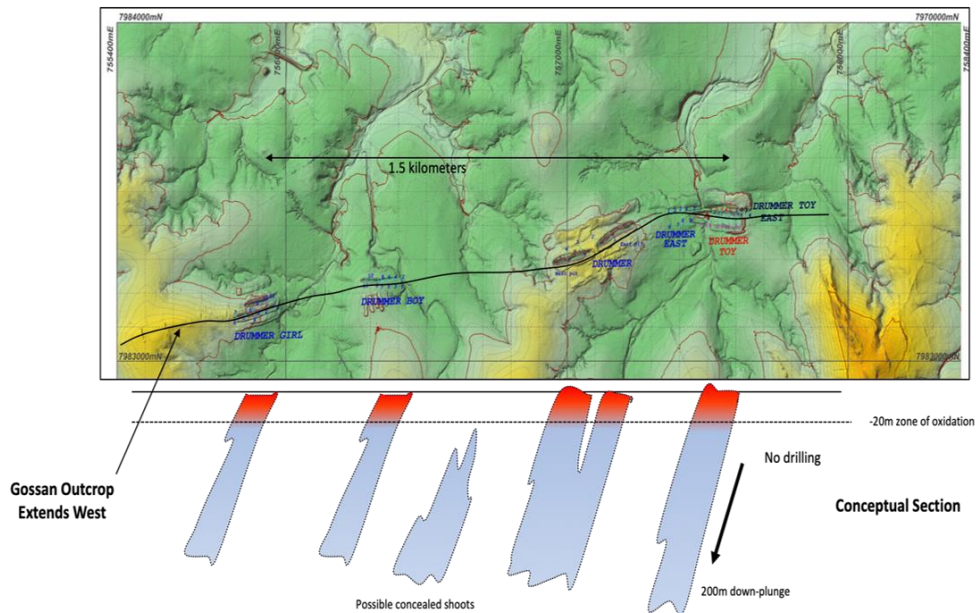 7984000mN
7970000mN
755400mE
757000mE
758400mE
1.5 kilometers
DRUMMER TOY
EAST
DRUMMER
EAST
DRUMMER
TOY
DRUMMER
DRUMMER BOY
DRUMMER GIRL
7983000mN
7983000mN
-20m zone of oxidation
No drilling
Gossan Outcrop
Extends West
Conceptual Section
200m down-plunge
Possible concealed shoots